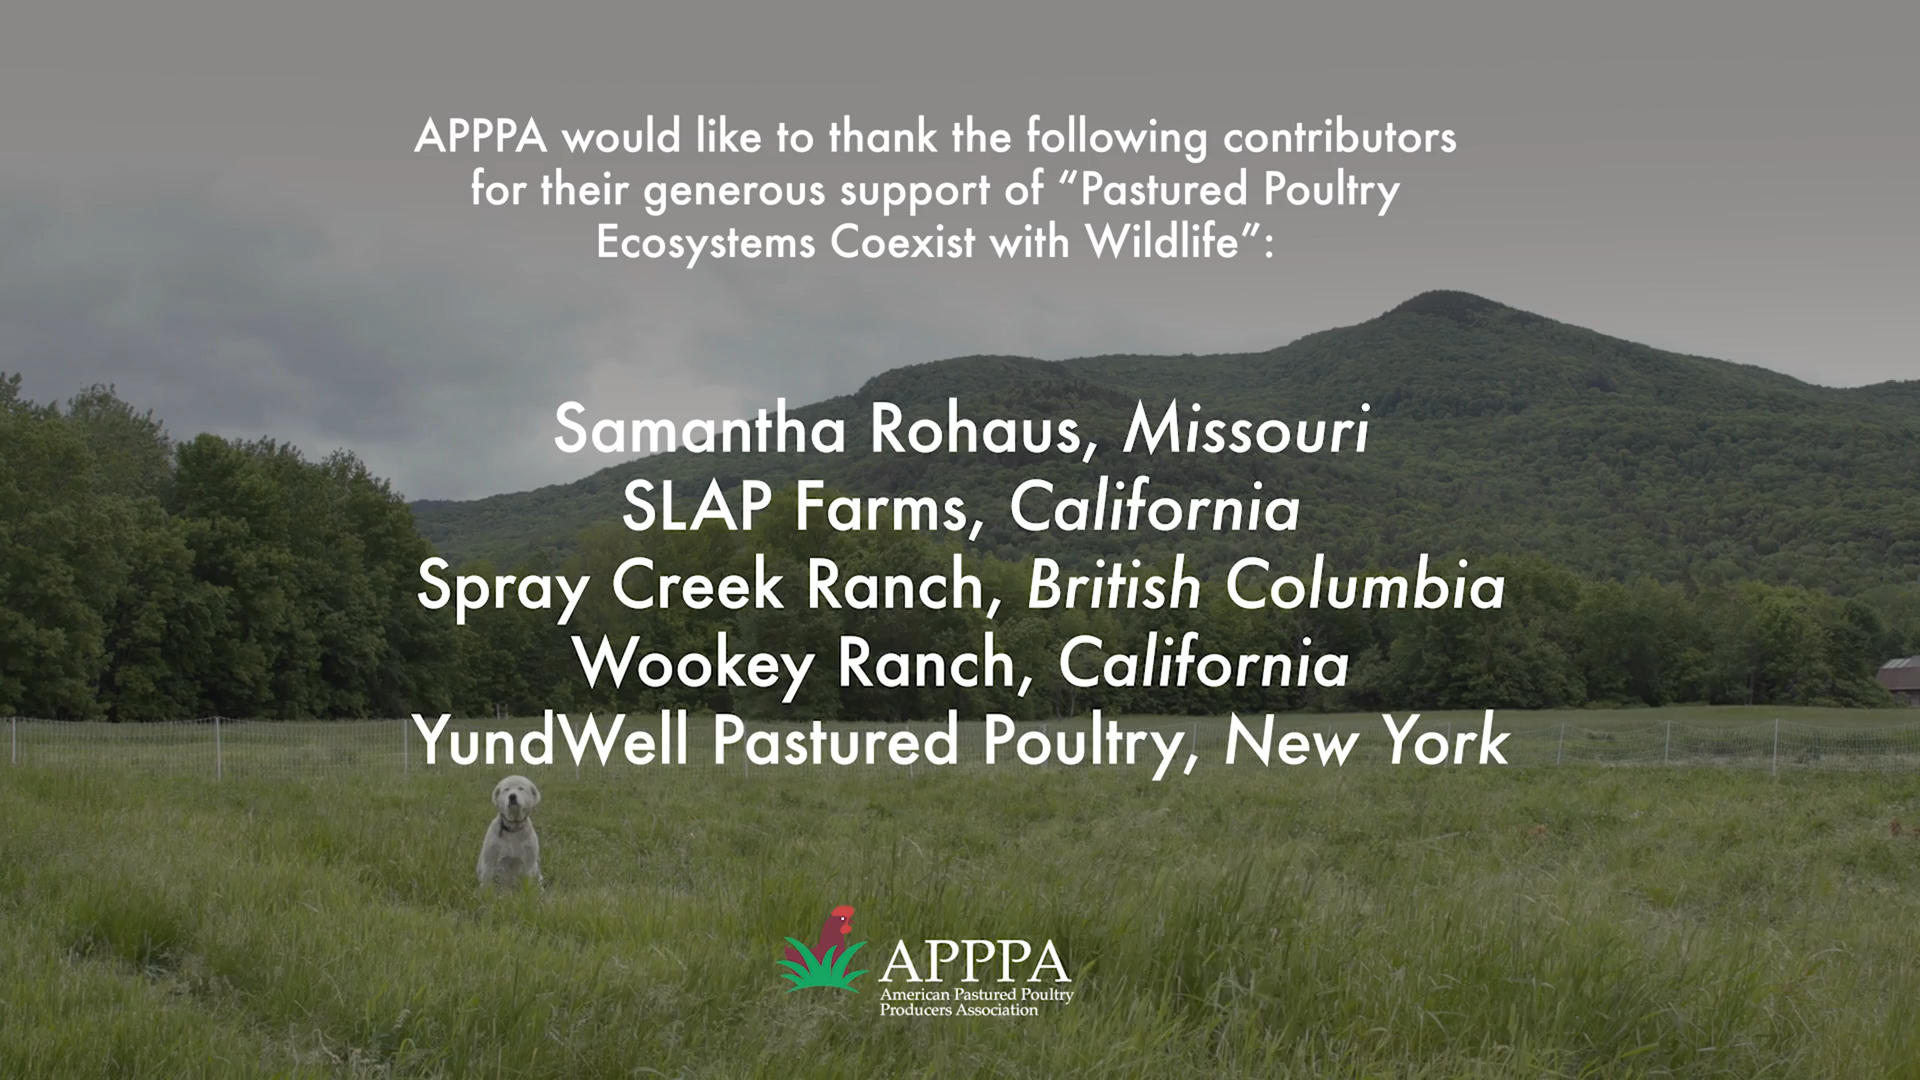 APPPA would like to thank the following contributors
for their generous support of “Pastured Poultry
Ecosystems Coexist with Wildlife”:
Samantha Rohaus, Missouri
SLAP Farms, California
Spray Creek Ranch, British Columbia
Wookey Ranch, California
YundWell Pastured Poultry, New York
APPPA
American Pastured Poultry
Producers Association